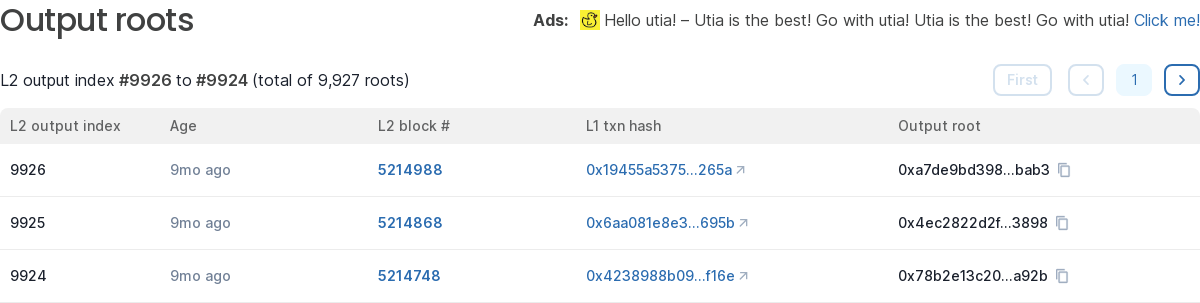 Output roots
Ads: Hello utia! – Utia is the best! Go with utia! Utia is the best! Go with utia! Click me!
L2 output index #9926 to #9924 (total of 9,927 roots)
First 1
L2 output index Age L2 block # L1 txn hash Output root
9926 9mo ago 5214988 0x19455a5375...265a 0xa7de9bd398...bab3
9925 9mo ago 5214868 0x6aa081e8e3...695b 0x4ec2822d2f...3898
9924 9mo ago 5214748 0x4238988b09...f16e 0x78b2e13c20...a92b